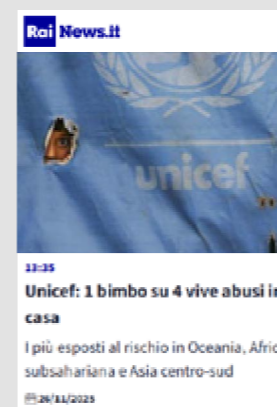 Rai News.it
unicef
13:35
Unicef: 1 bimbo su 4 vive abusi in
casa
I più esposti al rischio in Oceania, Afric
subsahariana e Asia centro-sud
26/11/2025